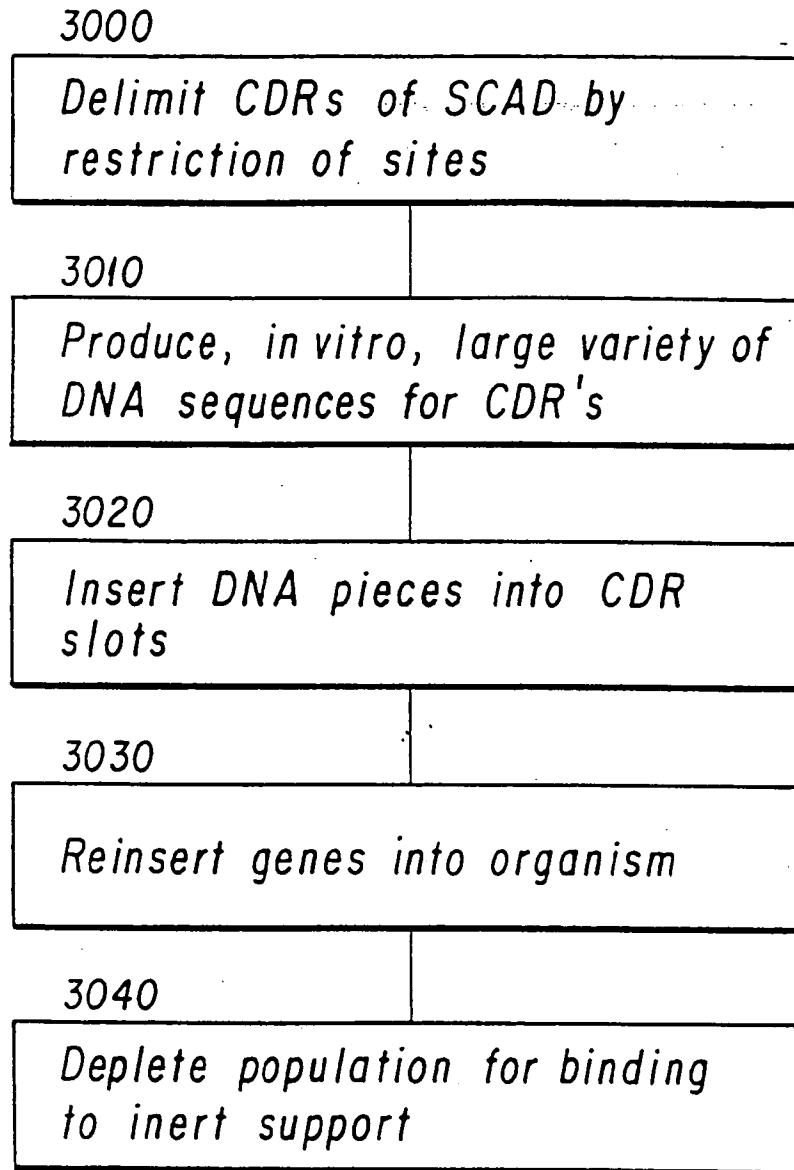 3000
Delimit CDRs of SCAD by
restriction of sites
3010
Produce, in vitro, large variety of
DNA sequences for CDR's
3020
Insert DNA pieces into CDR
slots
3030
Reinsert genes into organism
3040
Deplete population for binding
to inert support